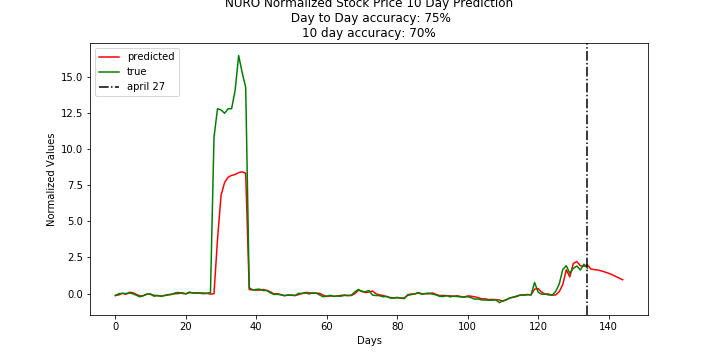 NURO Normalized Stock Price 10 Day Prediction
Day to Day accuracy: 75%
10 day accuracy: 70%
predicted
true
april 27
Normalized Values
15.0
12.5
10.0
7.5
5.0
2.5
0.0
0 20 40 60 80 100 120 140
Days